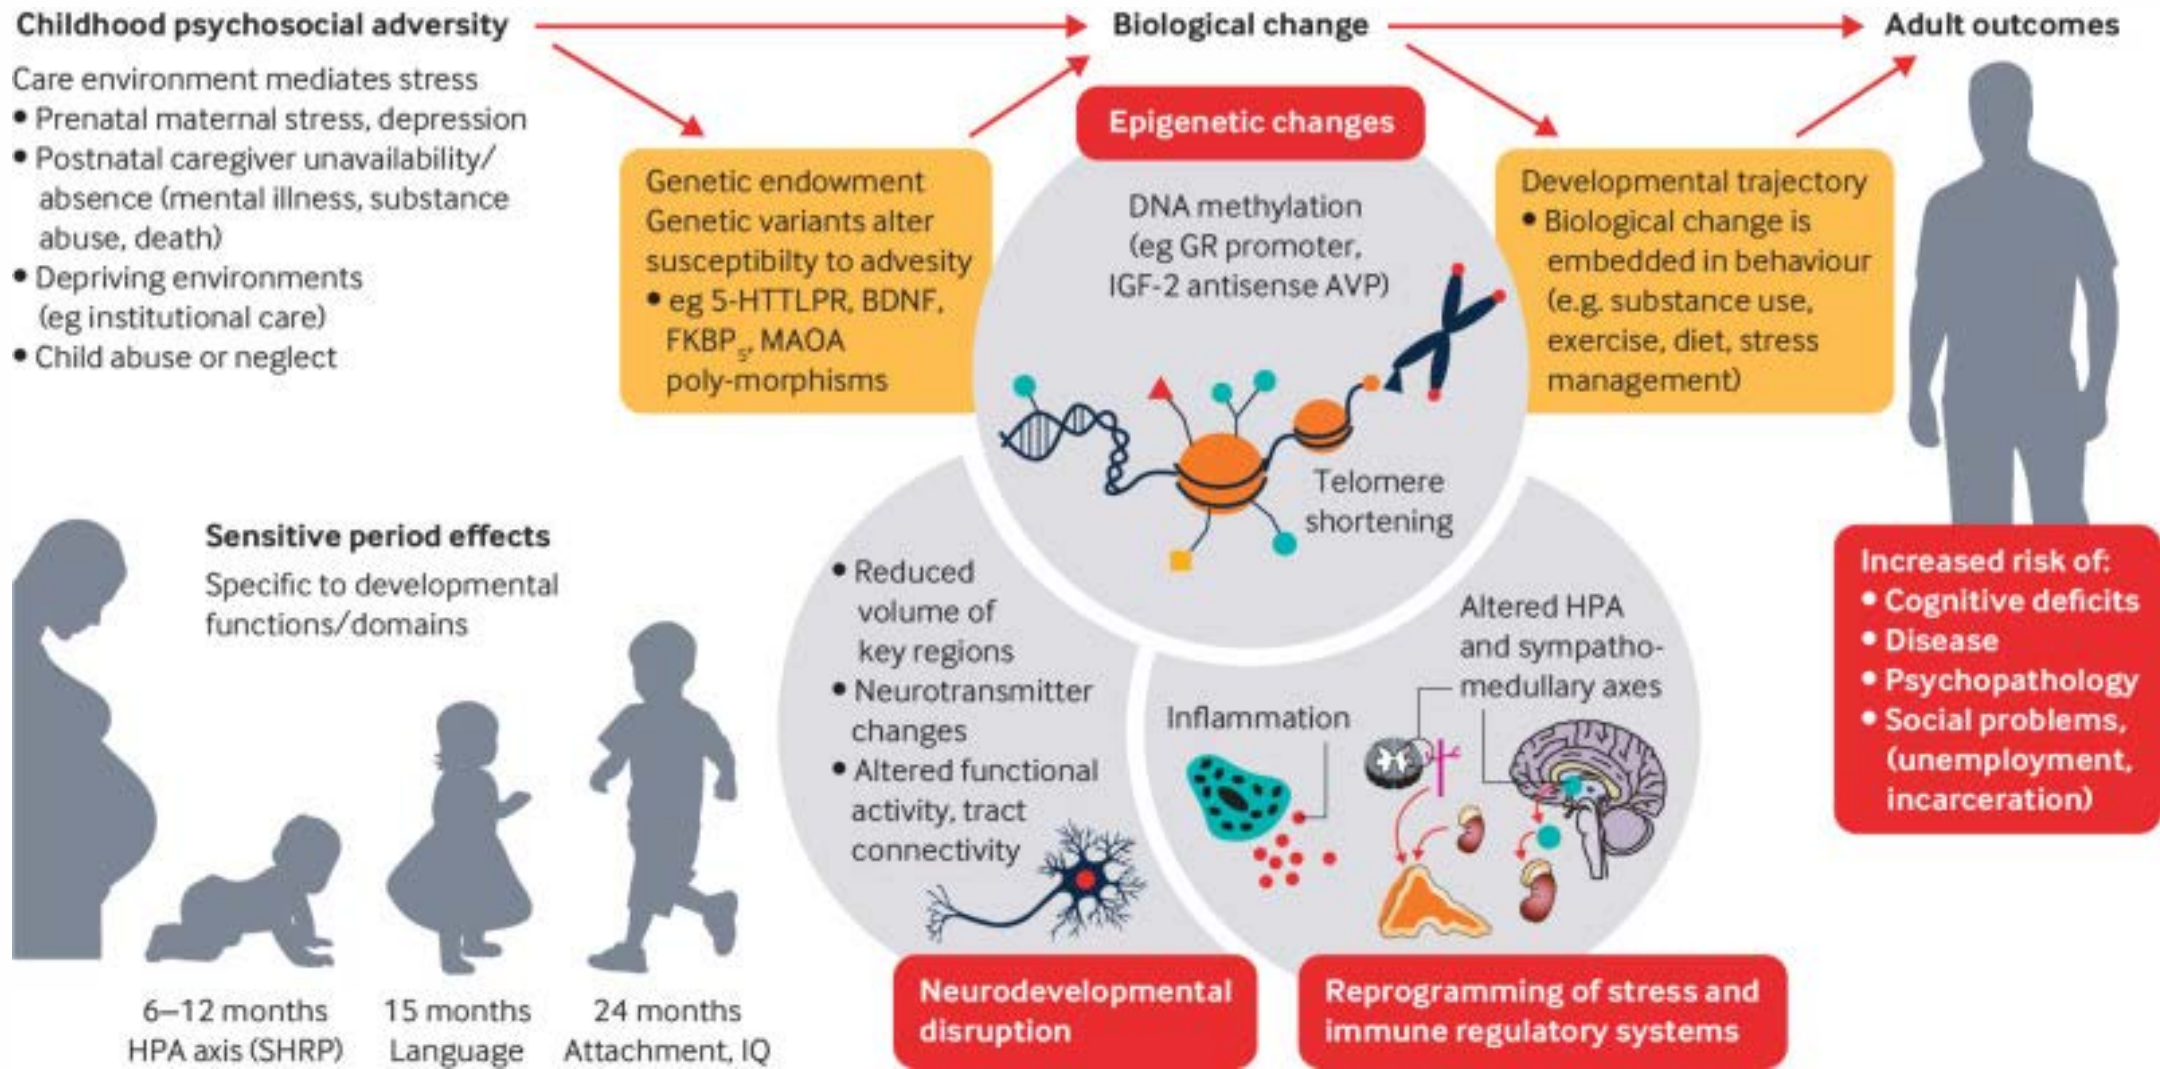 Childhood psychosocial adversity
Care environment mediates stress
• Prenatal maternal stress, depression
• Postnatal caregiver unavailability/
absence (mental illness, substance
abuse, death)
• Depriving environments
(eg institutional care)
• Child abuse or neglect
Genetic endowment
Genetic variants alter
susceptibilty to advesity
• eg 5-HTTLPR, BDNF,
FKBP₅, MAOA
poly-morphisms
Biological change
Epigenetic changes
DNA methylation
(eg GR promoter,
IGF-2 antisense AVP)
Telomere
shortening
Developmental trajectory
• Biological change is
embedded in behaviour
(e.g. substance use,
exercise, diet, stress
management)
Adult outcomes
Sensitive period effects
Specific to developmental
functions/domains
6–12 months
HPA axis (SHRP)
15 months
Language
24 months
Attachment, IQ
• Reduced
volume of
key regions
• Neurotransmitter
changes
• Altered functional
activity, tract
connectivity
Neurodevelopmental
disruption
Inflammation
Altered HPA
and sympatho-
medullary axes
Reprogramming of stress and
immune regulatory systems
Increased risk of:
• Cognitive deficits
• Disease
• Psychopathology
• Social problems,
(unemployment,
incarceration)